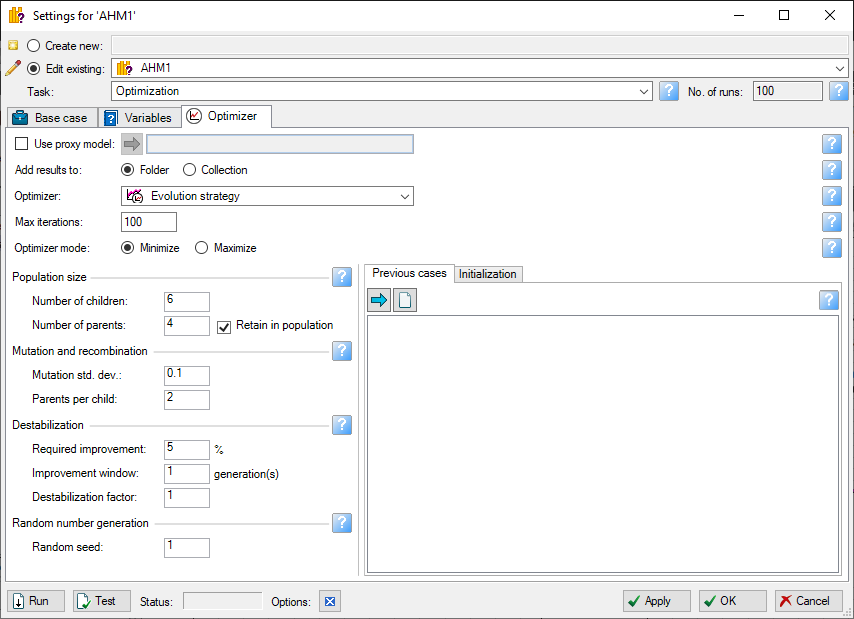 Settings for 'AHM1'
Create new:
Edit existing: AHM1
Task: Optimization ? No. of runs: 100 ?
Base case ? Variables Optimizer
Use proxy model: ?
Add results to: Folder Collection ?
Optimizer: Evolution strategy ?
Max iterations: 100 ?
Optimizer mode: Minimize Maximize ?
Population size ?
Number of children: 6
Number of parents: 4 Retain in population
Mutation and recombination ?
Mutation std. dev.: 0.1
Parents per child: 2
Destabilization ?
Required improvement: 5 %
Improvement window: 1 generation(s)
Destabilization factor: 1
Random number generation ?
Random seed: 1
Previous cases Initialization
?
Run Test Status: Options: Apply OK Cancel